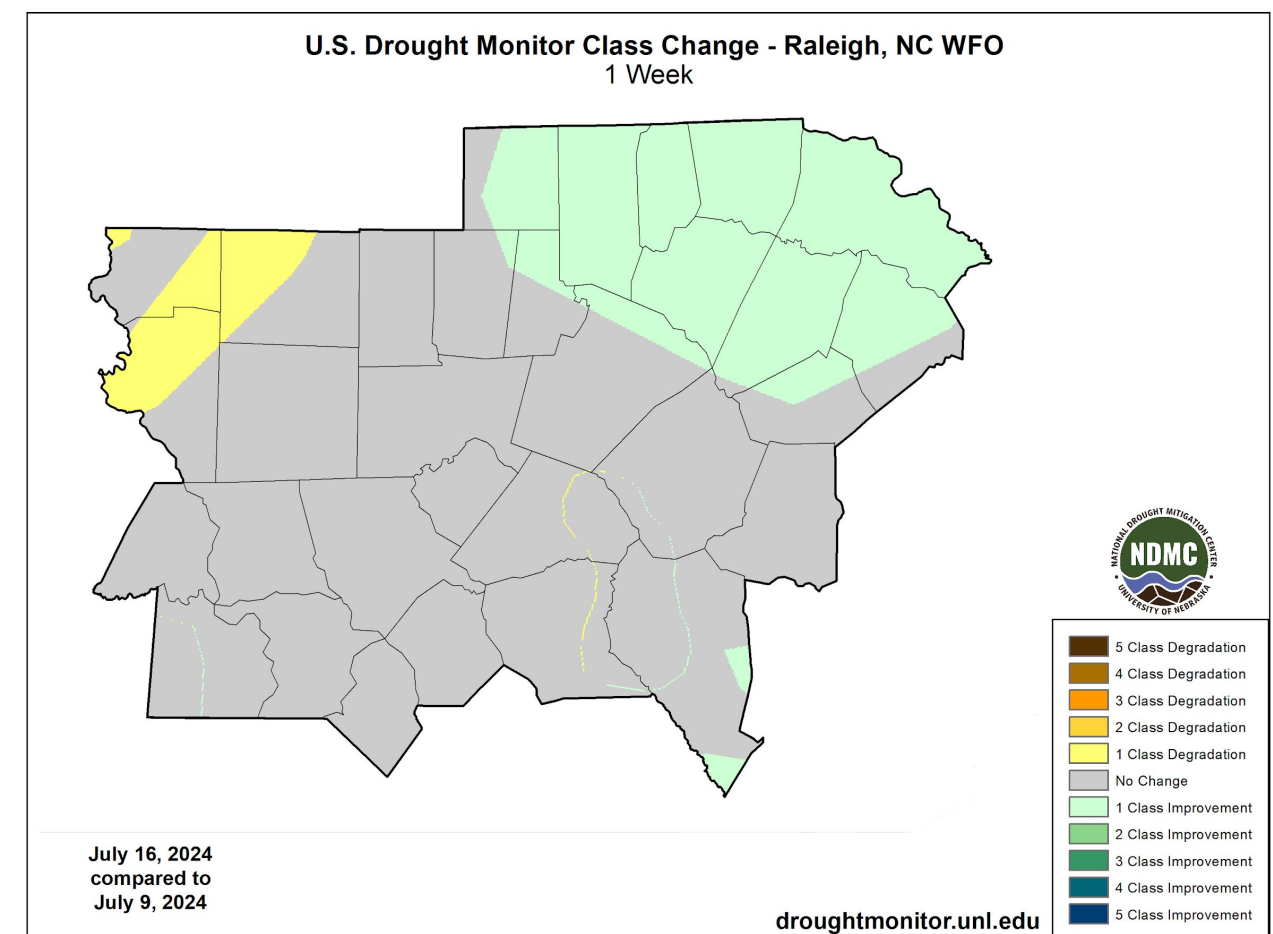 U.S. Drought Monitor Class Change - Raleigh, NC WFO
1 Week
NATIONAL DROUGHT MITIGATION CENTER
NDMC
UNIVERSITY OF NEBRASKA
5 Class Degradation
4 Class Degradation
3 Class Degradation
2 Class Degradation
1 Class Degradation
No Change
1 Class Improvement
2 Class Improvement
3 Class Improvement
4 Class Improvement
5 Class Improvement
July 16, 2024
compared to
July 9, 2024
droughtmonitor.unl.edu